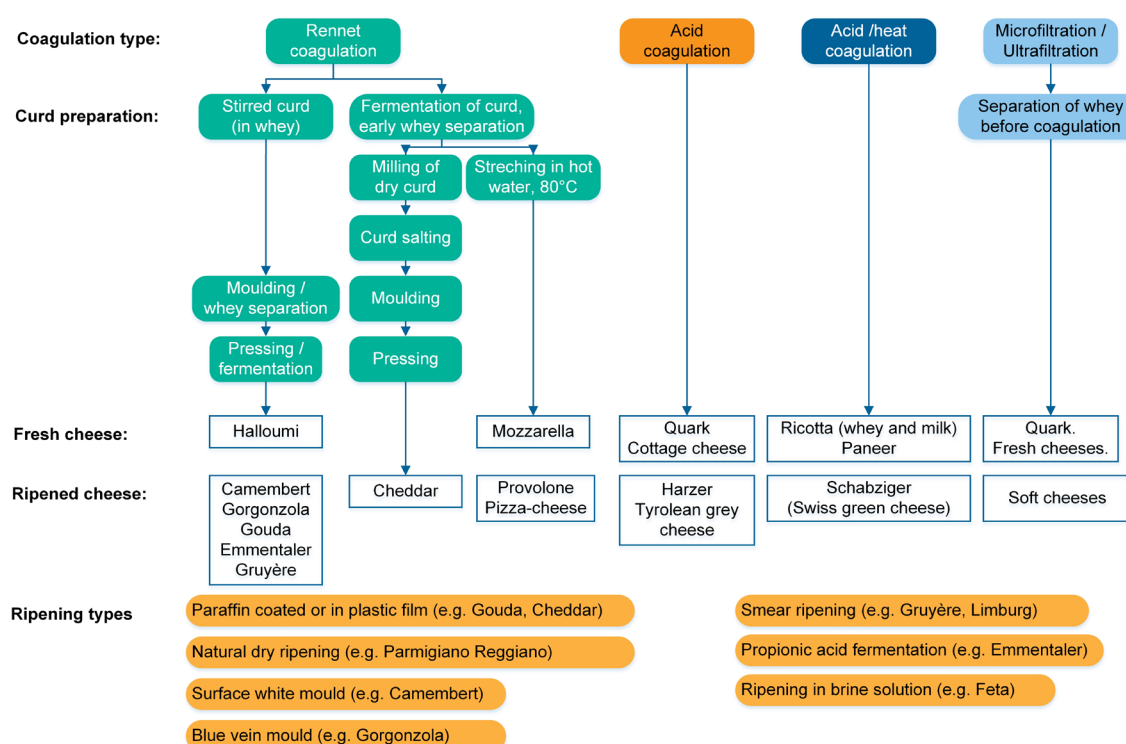 Coagulation type:
Rennet
coagulation
Acid
coagulation
Acid /heat
coagulation
Microfiltration /
Ultrafiltration
Curd preparation:
Stirred curd
(in whey)
Fermentation of curd,
early whey separation
Separation of whey
before coagulation
Milling of
dry curd
Streching in hot
water, 80°C
Curd salting
Moulding /
whey separation
Moulding
Pressing /
fermentation
Pressing
Fresh cheese:
Halloumi
Mozzarella
Quark
Cottage cheese
Ricotta (whey and milk)
Paneer
Quark.
Fresh cheeses.
Ripened cheese:
Camembert
Gorgonzola
Gouda
Emmentaler
Gruyère
Cheddar
Provolone
Pizza-cheese
Harzer
Tyrolean grey
cheese
Schabziger
(Swiss green cheese)
Soft cheeses
Ripening types
Paraffin coated or in plastic film (e.g. Gouda, Cheddar)
Natural dry ripening (e.g. Parmigiano Reggiano)
Surface white mould (e.g. Camembert)
Blue vein mould (e.g. Gorgonzola)
Smear ripening (e.g. Gruyère, Limburg)
Propionic acid fermentation (e.g. Emmentaler)
Ripening in brine solution (e.g. Feta)